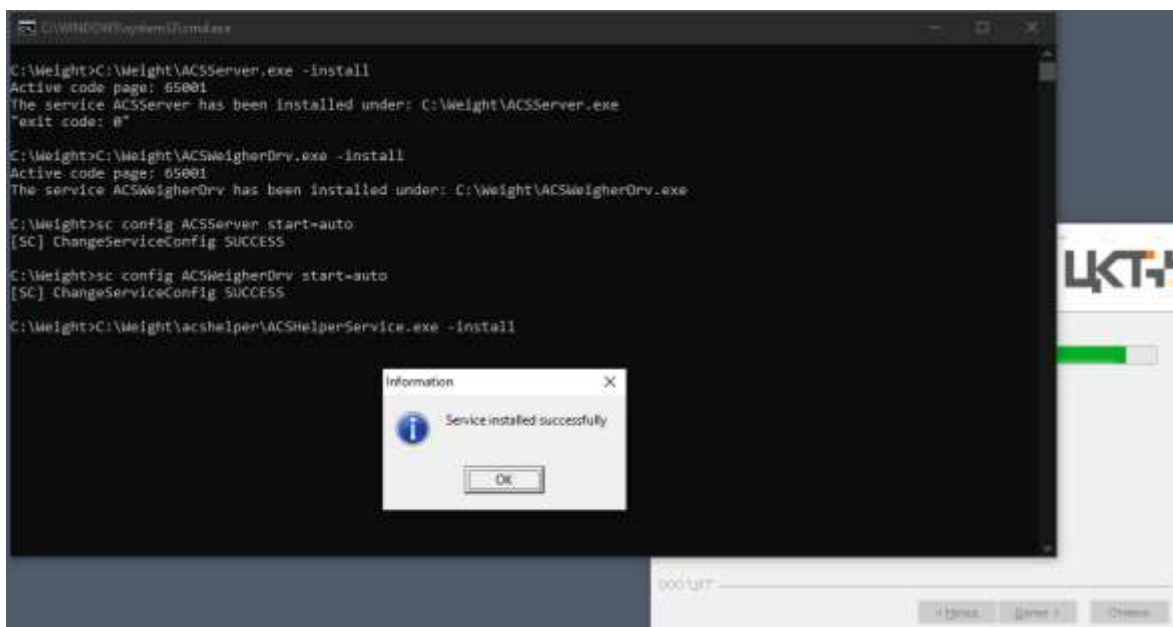 C:\WINDOWS\system32\cmd.exe
C:\Weight>C:\Weight\ACSServer.exe -install
Active code page: 65001
The service ACSServer has been installed under: C:\Weight\ACSServer.exe
"exit code: 0"
C:\Weight>C:\Weight\ACSWeigherDrv.exe -install
Active code page: 65001
The service ACSWeigherDrv has been installed under: C:\Weight\ACSWeigherDrv.exe
C:\Weight>sc config ACSServer start=auto
[SC] ChangeServiceConfig SUCCESS
C:\Weight>sc config ACSWeigherDrv start=auto
[SC] ChangeServiceConfig SUCCESS
C:\Weight>C:\Weight\acshelper\ACSHelperService.exe -install
ЦКТ
Information
Service installed successfully
OK
ООО ЦКТ
< Назад
Далее >
Отмена